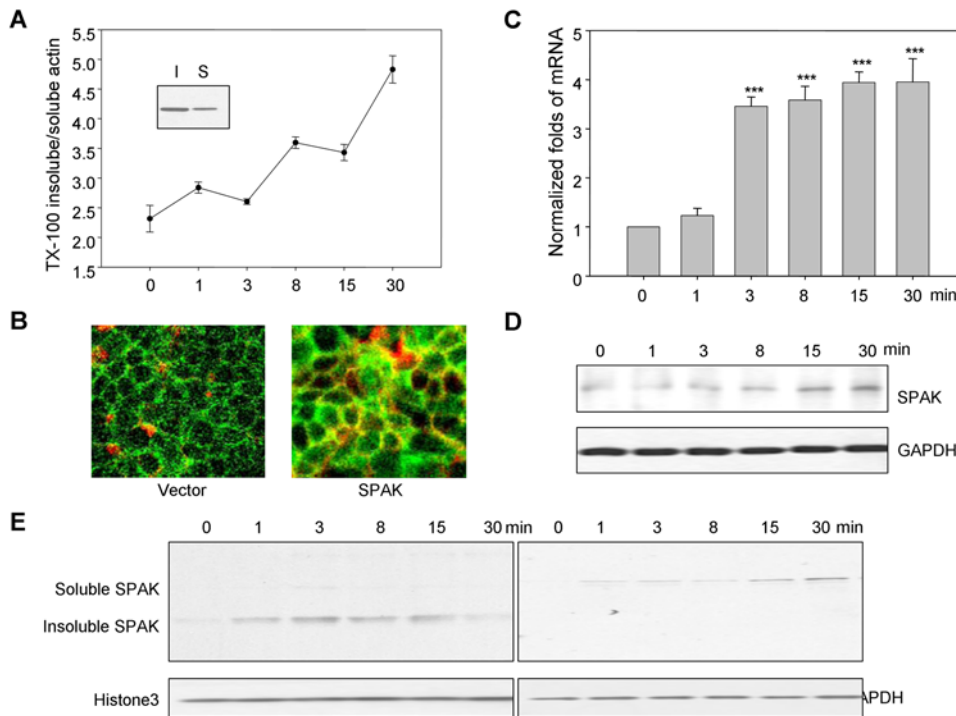 A
TX-100 insolube/solube actin
5.5
5.0
4.5
4.0
3.5
3.0
2.5
2.0
1.5
I S
0 1 3 8 15 30
C
Normalized folds of mRNA
5
4
3
2
1
0
*** *** *** ***
0 1 3 8 15 30 min
B
Vector SPAK
D
0 1 3 8 15 30 min
SPAK
GAPDH
E
0 1 3 8 15 30 min 0 1 3 8 15 30 min
Soluble SPAK
Insoluble SPAK
Histone3 APDH